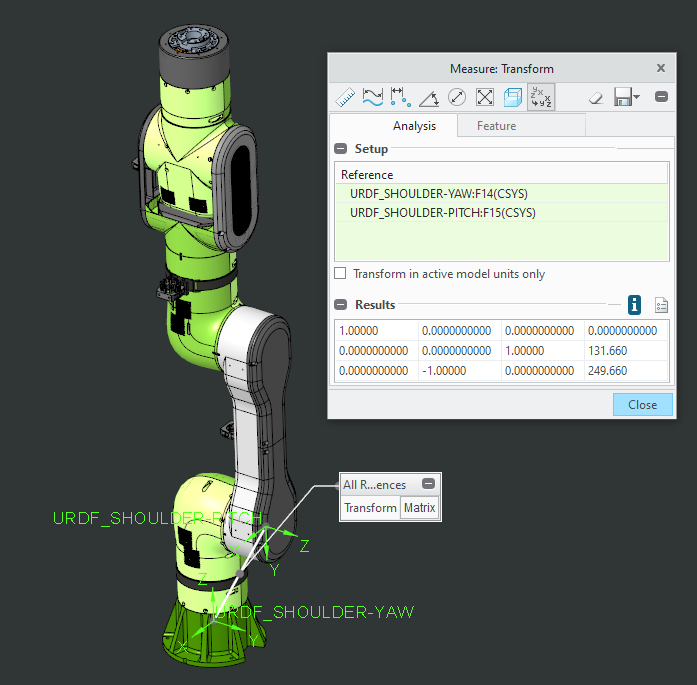 Measure: Transform
Analysis
Feature
Setup
Reference
URDF_SHOULDER-YAW:F14(CSYS)
URDF_SHOULDER-PITCH:F15(CSYS)
Transform in active model units only
Results
1.00000 0.0000000000 0.0000000000 0.0000000000
0.0000000000 0.0000000000 1.00000 131.660
0.0000000000 -1.00000 0.0000000000 249.660
Close
All R...ences
Transform Matrix
URDF_SHOULDER-PITCH
Z
Y
Z
URDF_SHOULDER-YAW
X
Y